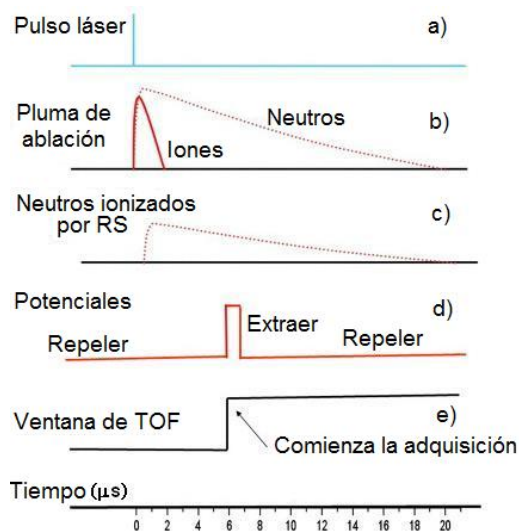 Pulso láser
a)
Pluma de
ablación
Neutros
b)
Iones
Neutros ionizados
por RS
c)
Potenciales
d)
Extraer
Repeler
Repeler
Ventana de TOF
e)
Comienza la adquisición
Tiempo (μs)
0 2 4 6 8 10 12 14 16 18 20